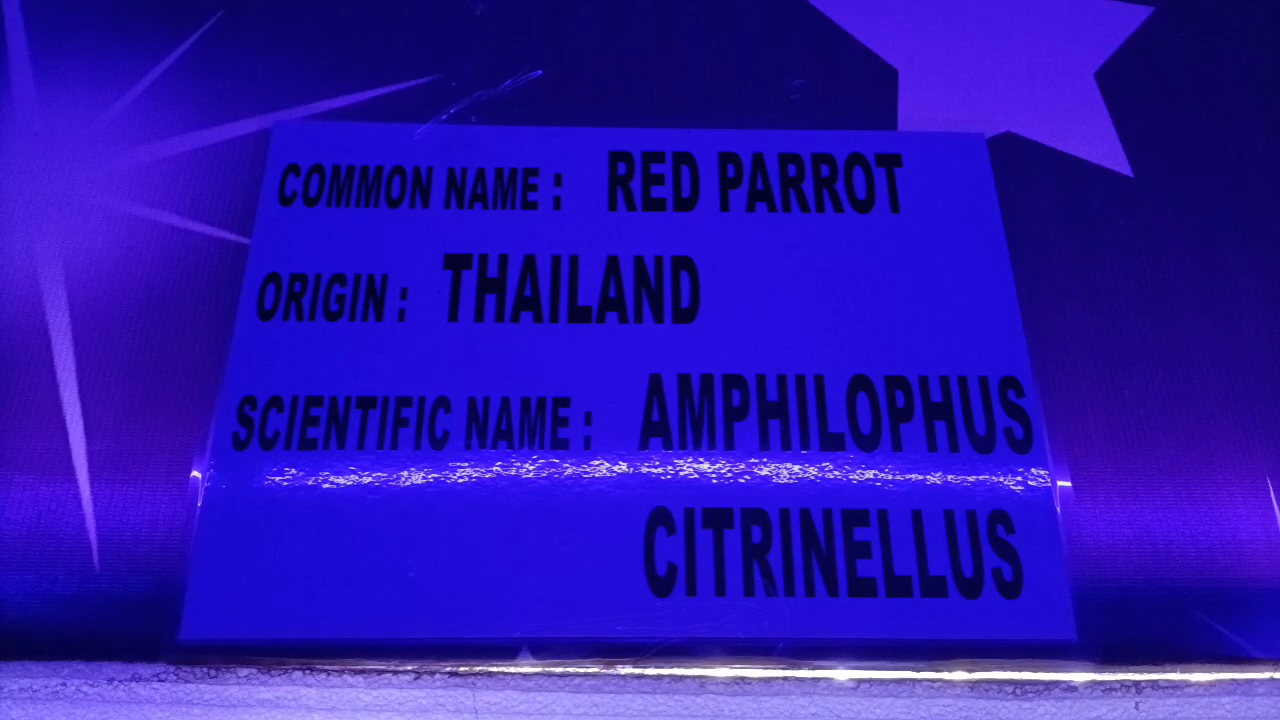 COMMON NAME : RED PARROT
ORIGIN : THAILAND
SCIENTIFIC NAME : AMPHILOPHUS
CITRINELLUS